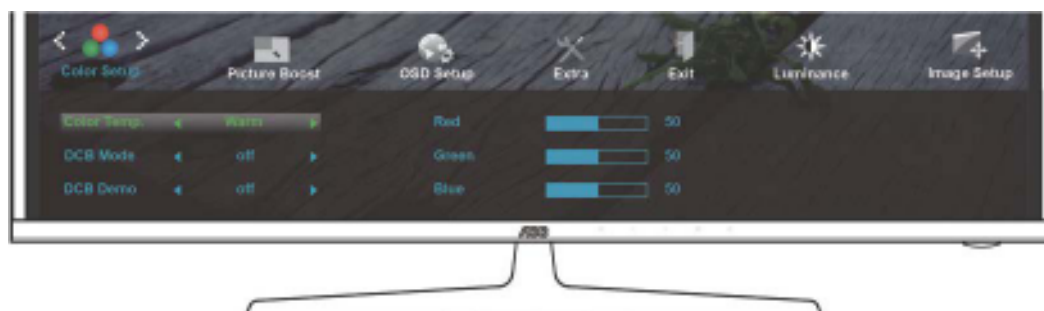 Color Setup Picture Boost OSD Setup Extra Exit Luminance Image Setup
Color Temp. Warm Red 50
DCB Mode off Green 50
DCB Demo off Blue 50
AOC